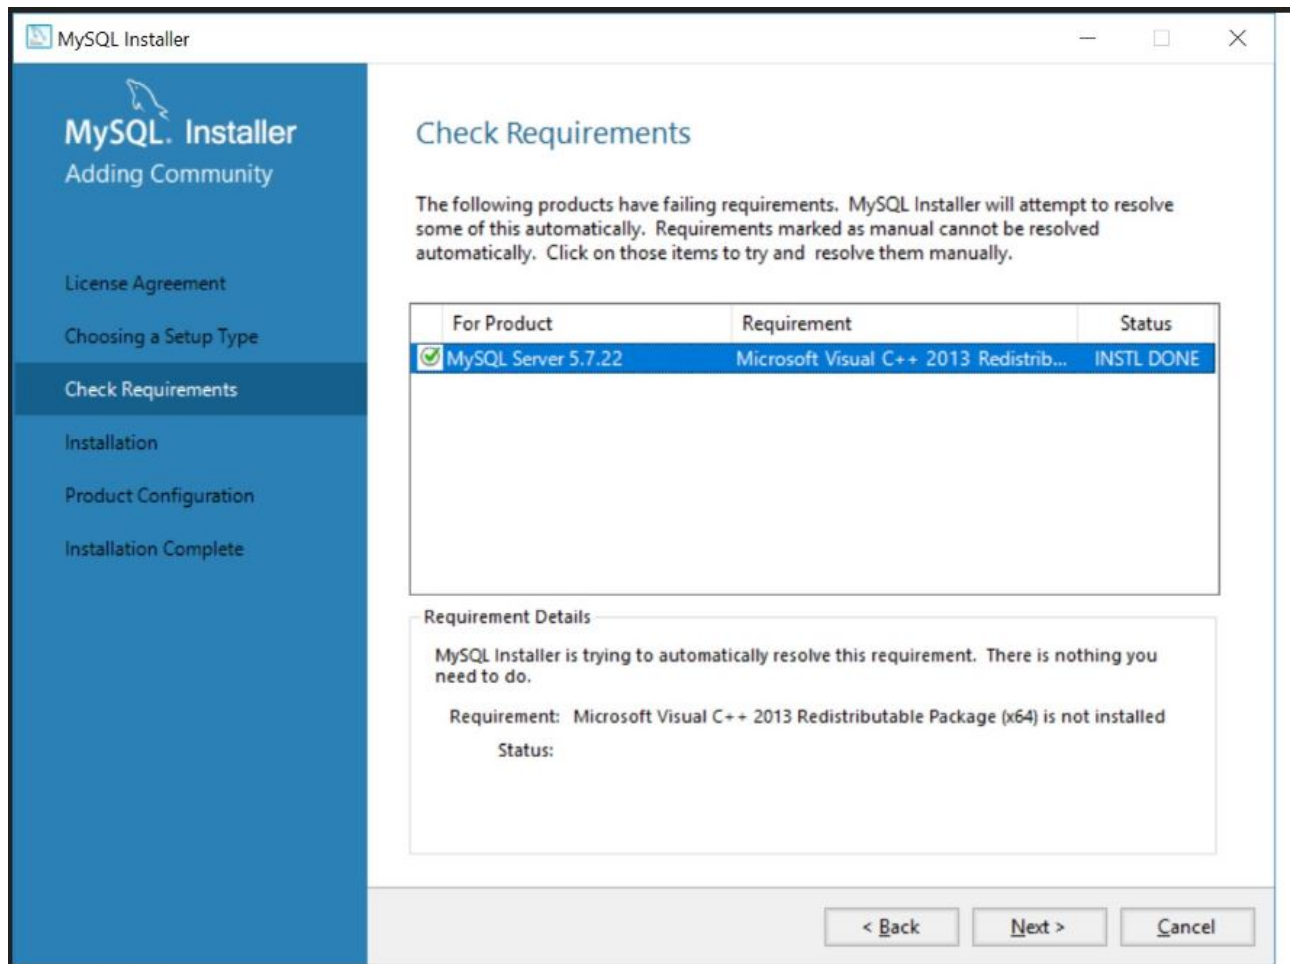 MySQL Installer
MySQL. Installer
Adding Community
License Agreement
Choosing a Setup Type
Check Requirements
Installation
Product Configuration
Installation Complete
Check Requirements
The following products have failing requirements. MySQL Installer will attempt to resolve
some of this automatically. Requirements marked as manual cannot be resolved
automatically. Click on those items to try and resolve them manually.
For Product Requirement Status
MySQL Server 5.7.22 Microsoft Visual C++ 2013 Redistrib... INSTL DONE
Requirement Details
MySQL Installer is trying to automatically resolve this requirement. There is nothing you
need to do.
Requirement: Microsoft Visual C++ 2013 Redistributable Package (x64) is not installed
Status:
< Back Next > Cancel